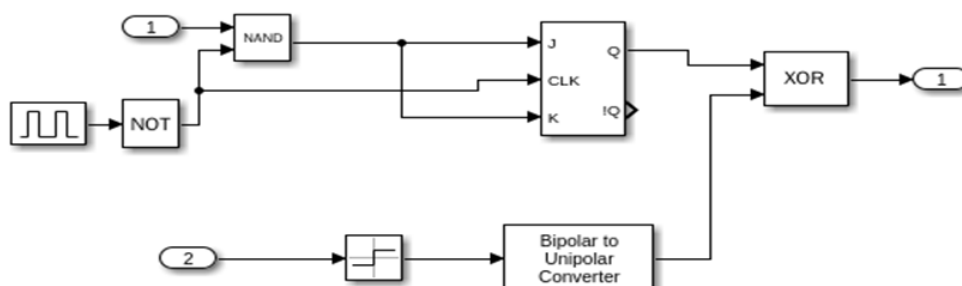 1
NAND
NOT
J
CLK
K
Q
!Q
XOR
1
2
Bipolar to
Unipolar
Converter